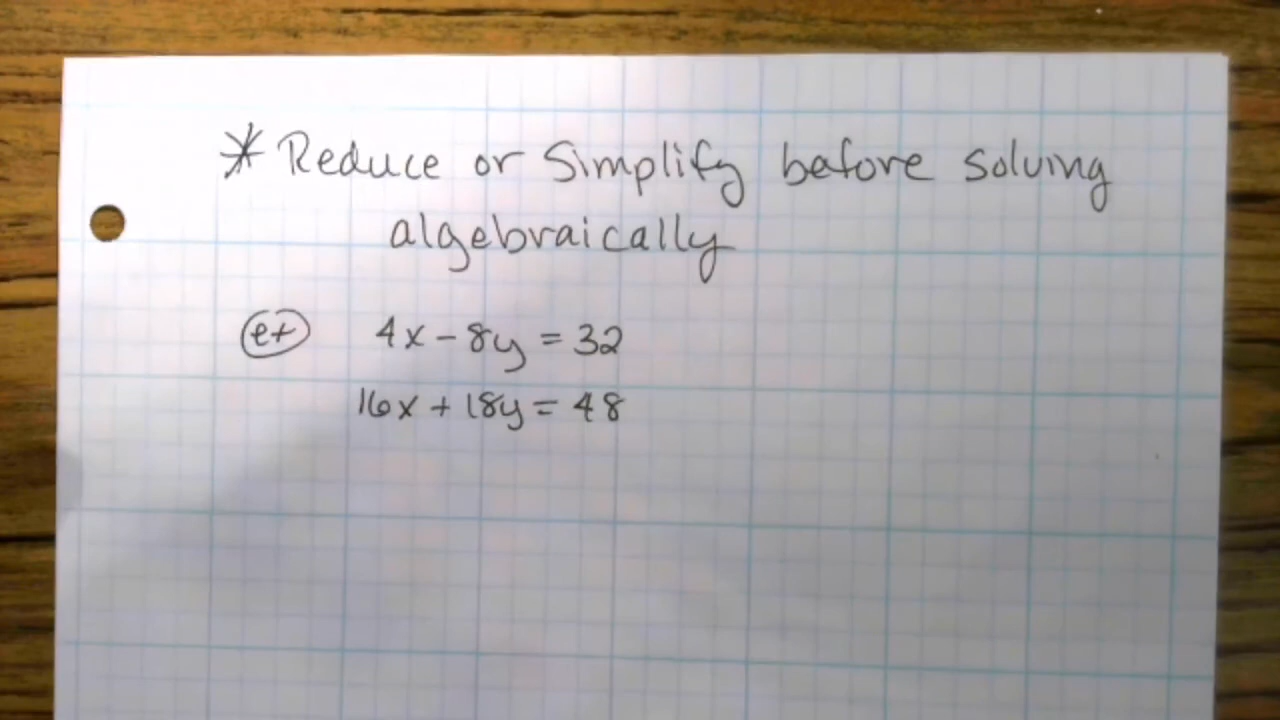 * Reduce or Simplify before solving
algebraically
ex 4x - 8y = 32
16x + 18y = 48